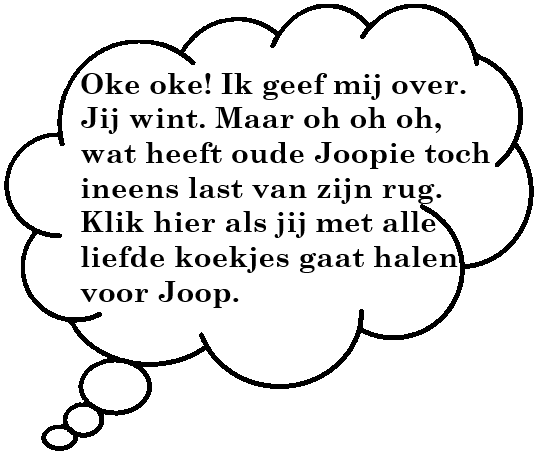 Oke oke! Ik geef mij over.
Jij wint. Maar oh oh oh,
wat heeft oude Joopie toch
ineens last van zijn rug.
Klik hier als jij met alle
liefde koekjes gaat halen
voor Joop.